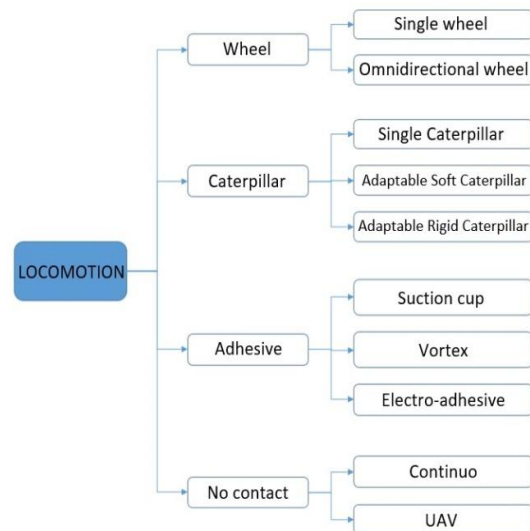 LOCOMOTION
Wheel
Single wheel
Omnidirectional wheel
Caterpillar
Single Caterpillar
Adaptable Soft Caterpillar
Adaptable Rigid Caterpillar
Adhesive
Suction cup
Vortex
Electro-adhesive
No contact
Continuo
UAV